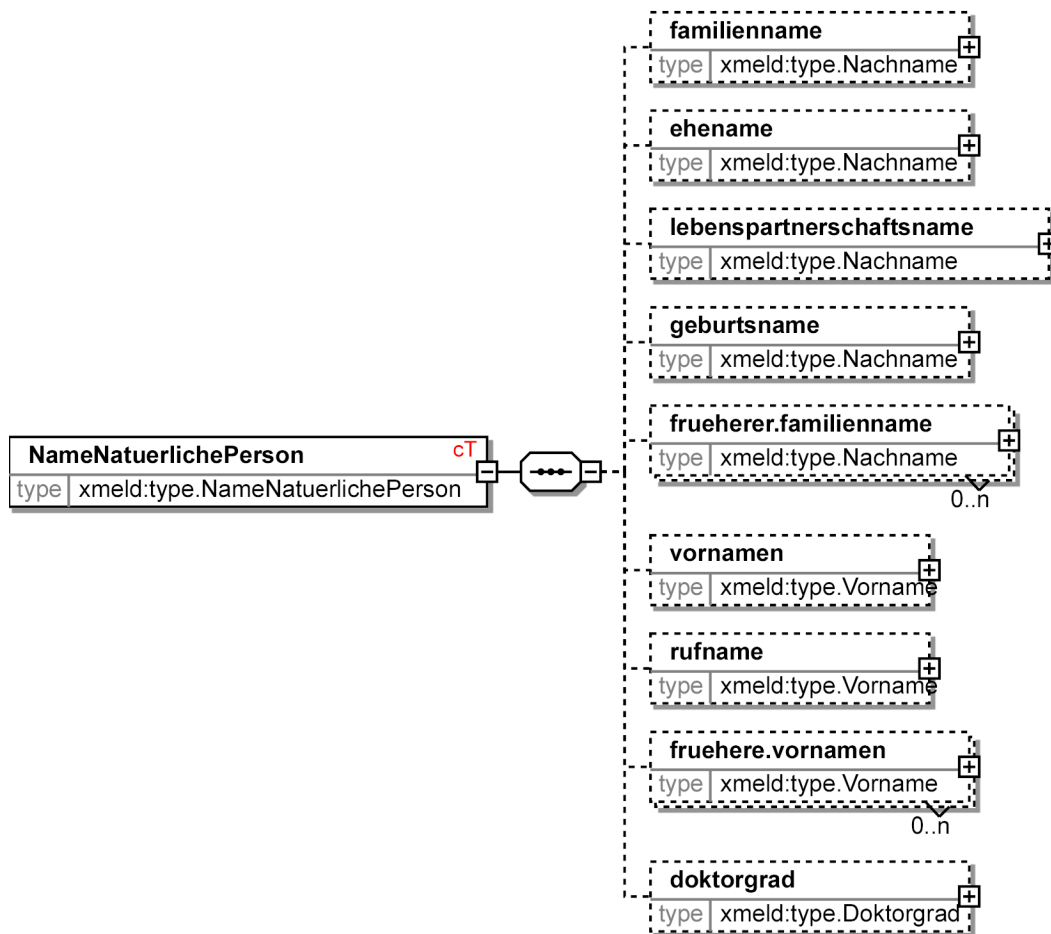 familienname
type xmeld:type.Nachname
ehename
type xmeld:type.Nachname
lebenspartnerschaftsname
type xmeld:type.Nachname
geburtsname
type xmeld:type.Nachname
frueherer.familienname
type xmeld:type.Nachname
0..n
NameNatuerlichePerson cT
type xmeld:type.NameNatuerlichePerson
vornamen
type xmeld:type.Vorname
rufname
type xmeld:type.Vorname
fruehere.vornamen
type xmeld:type.Vorname
0..n
doktorgrad
type xmeld:type.Doktorgrad